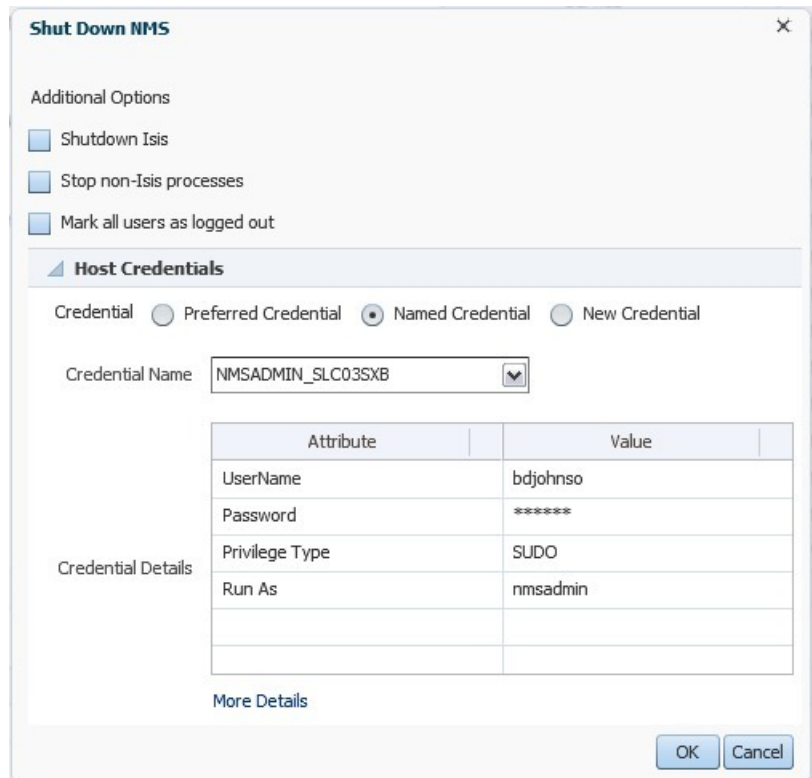 Shut Down NMS
Additional Options
Shutdown Isis
Stop non-Isis processes
Mark all users as logged out
Host Credentials
Credential Preferred Credential Named Credential New Credential
Credential Name NMSADMIN_SLC03SXB
Attribute Value
UserName bdjohnso
Password ******
Privilege Type SUDO
Credential Details
Run As nmsadmin
More Details
OK Cancel